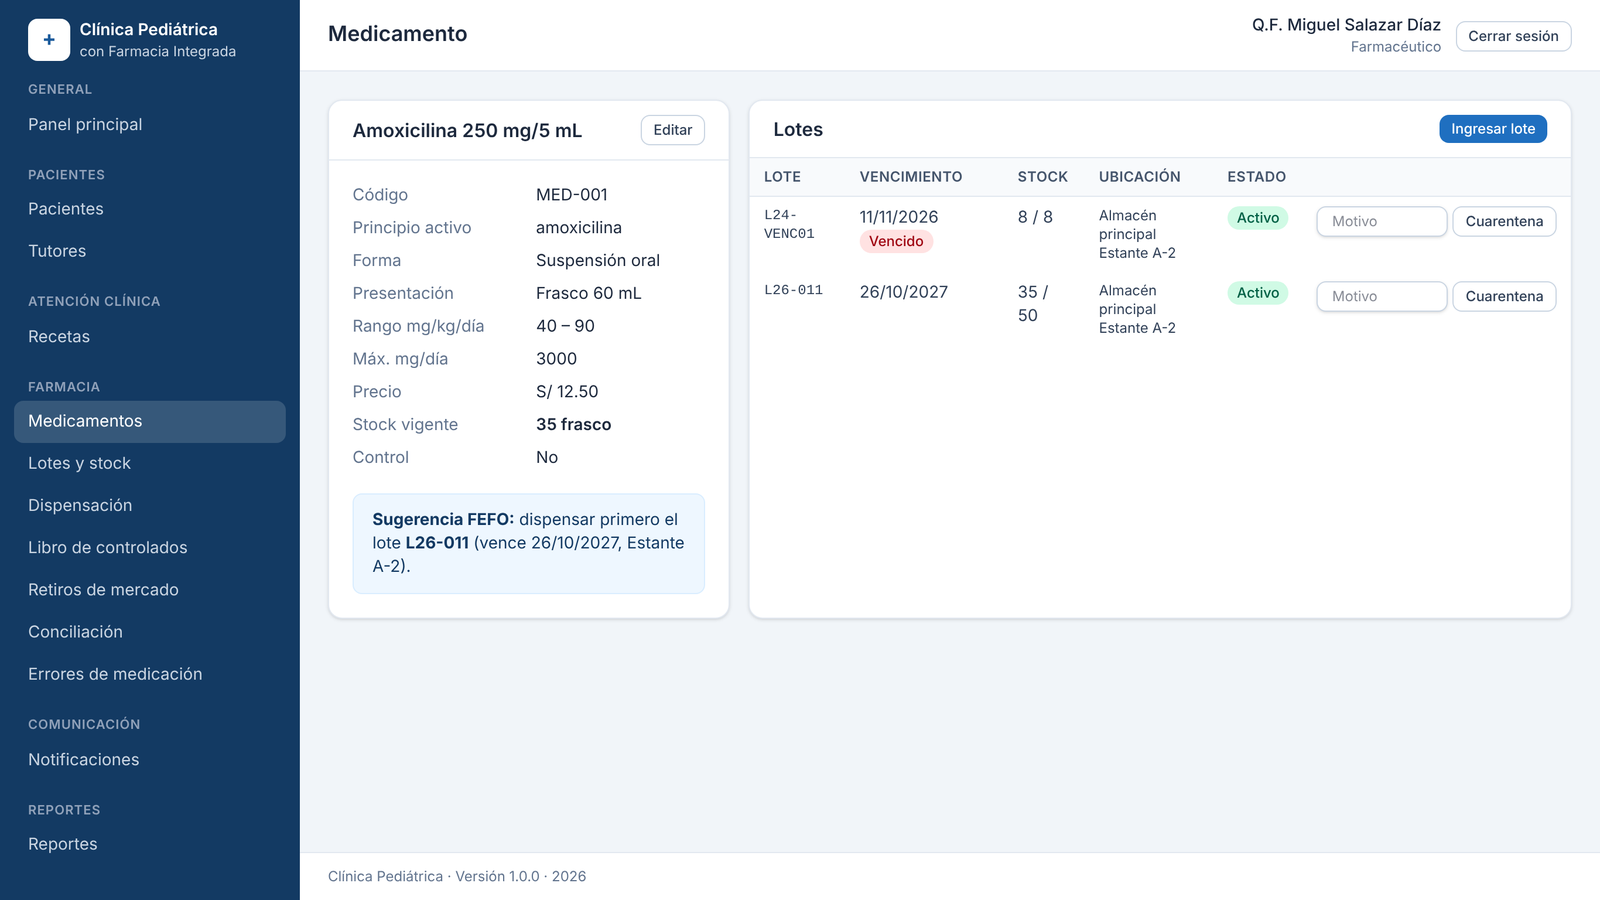 Clínica Pediátrica
con Farmacia Integrada
GENERAL
Panel principal
PACIENTES
Pacientes
Tutores
ATENCIÓN CLÍNICA
Recetas
FARMACIA
Medicamentos
Lotes y stock
Dispensación
Libro de controlados
Retiros de mercado
Conciliación
Errores de medicación
COMUNICACIÓN
Notificaciones
REPORTES
Reportes
Medicamento
Q.F. Miguel Salazar Díaz
Farmacéutico
Cerrar sesión
Amoxicilina 250 mg/5 mL
Editar
Código MED-001
Principio activo amoxicilina
Forma Suspensión oral
Presentación Frasco 60 mL
Rango mg/kg/día 40 – 90
Máx. mg/día 3000
Precio S/ 12.50
Stock vigente 35 frasco
Control No
Sugerencia FEFO: dispensar primero el
lote L26-011 (vence 26/10/2027, Estante
A-2).
Lotes
Ingresar lote
LOTE VENCIMIENTO STOCK UBICACIÓN ESTADO
L24-
VENC01
11/11/2026
Vencido
8 / 8
Almacén
principal
Estante A-2
Activo
Motivo
Cuarentena
L26-011
26/10/2027
35 /
50
Almacén
principal
Estante A-2
Activo
Motivo
Cuarentena
Clínica Pediátrica · Versión 1.0.0 · 2026